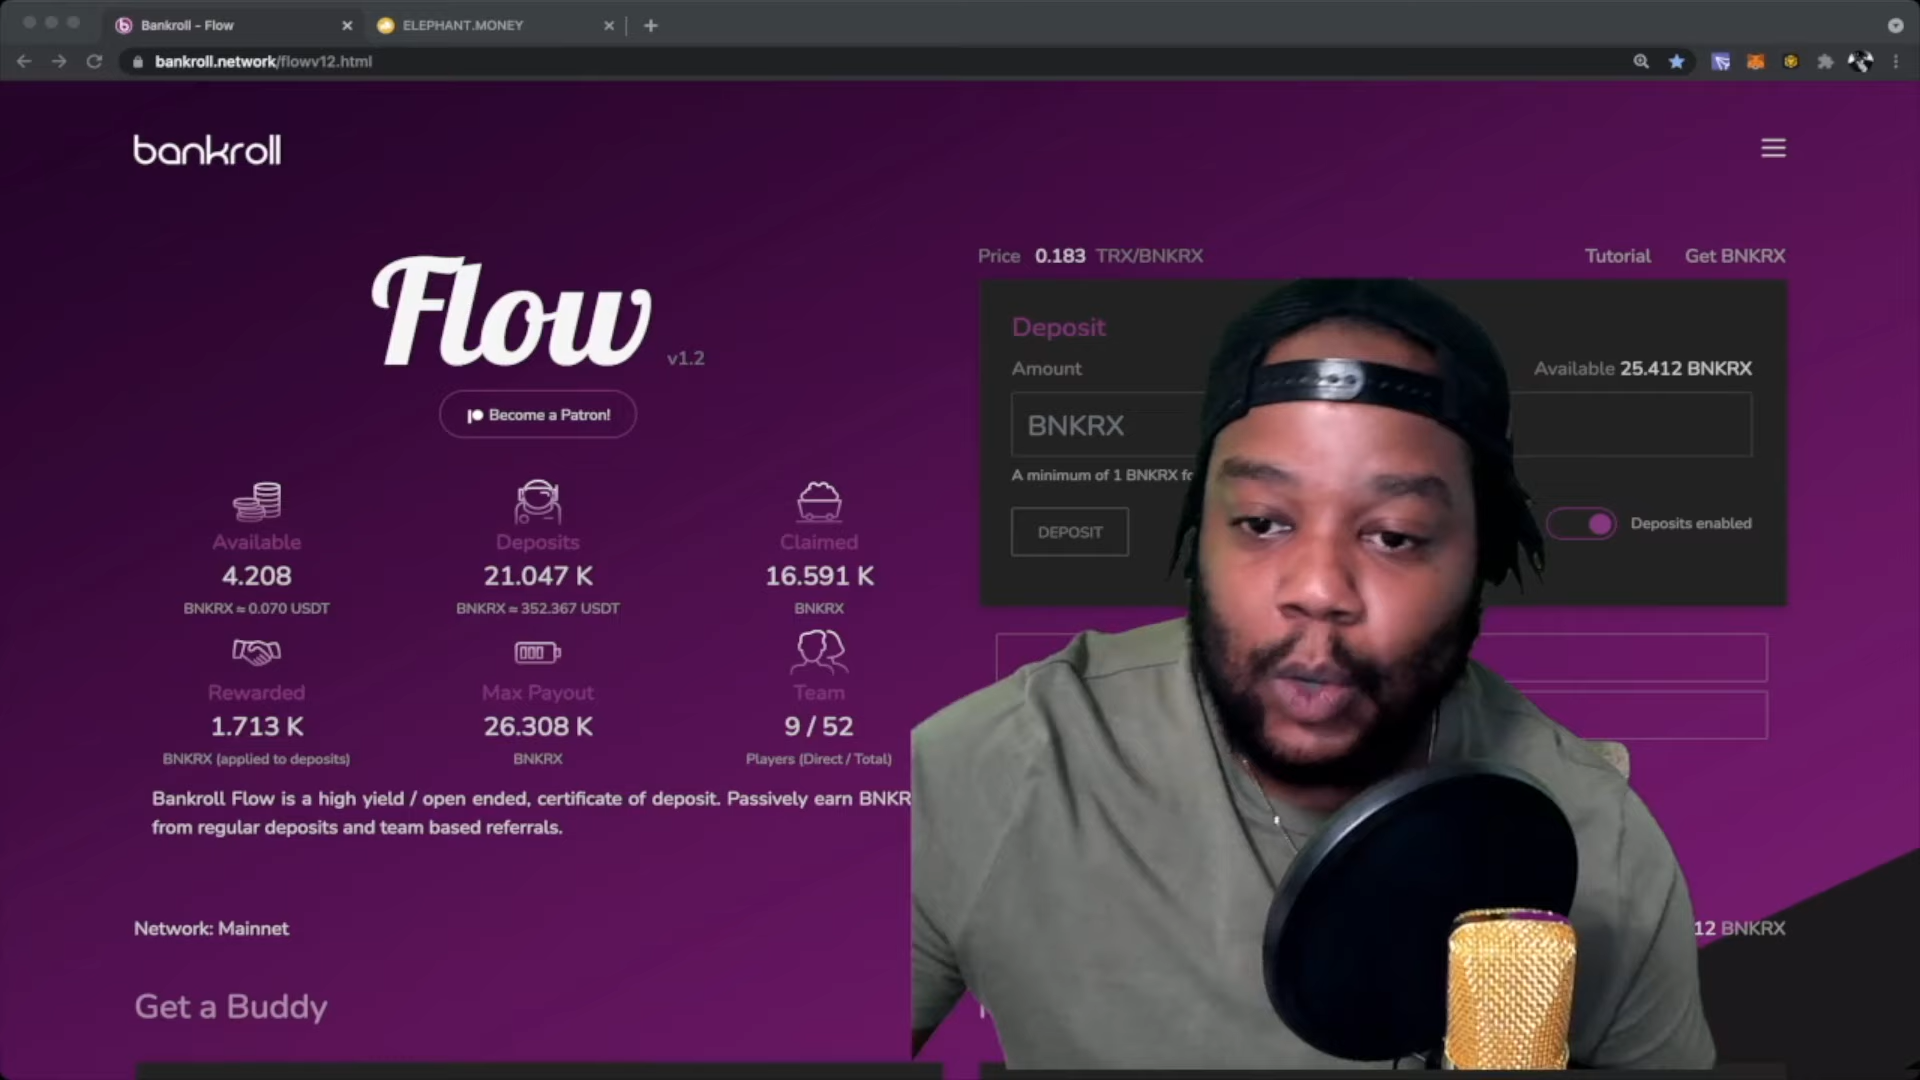 Bankroll - Flow
ELEPHANT.MONEY
bankroll.network/flowv12.html
bankroll
Flow
v1.2
Become a Patron!
Price 0.183 TRX/BNKRX
Tutorial
Get BNKRX
Deposit
Amount
Available 25.412 BNKRX
BNKRX
A minimum of 1 BNKRX
DEPOSIT
Deposits enabled
Available
4.208
BNKRX ≈ 0.070 USDT
Deposits
21.047 K
BNKRX ≈ 352.367 USDT
Claimed
16.591 K
BNKRX
Rewarded
1.713 K
BNKRX (applied to deposits)
Max Payout
26.308 K
BNKRX
Team
9 / 52
Players (Direct / Total)
Bankroll Flow is a high yield / open ended, certificate of deposit. Passively earn BNKR
from regular deposits and team based referrals.
Network: Mainnet
12 BNKRX
Get a Buddy